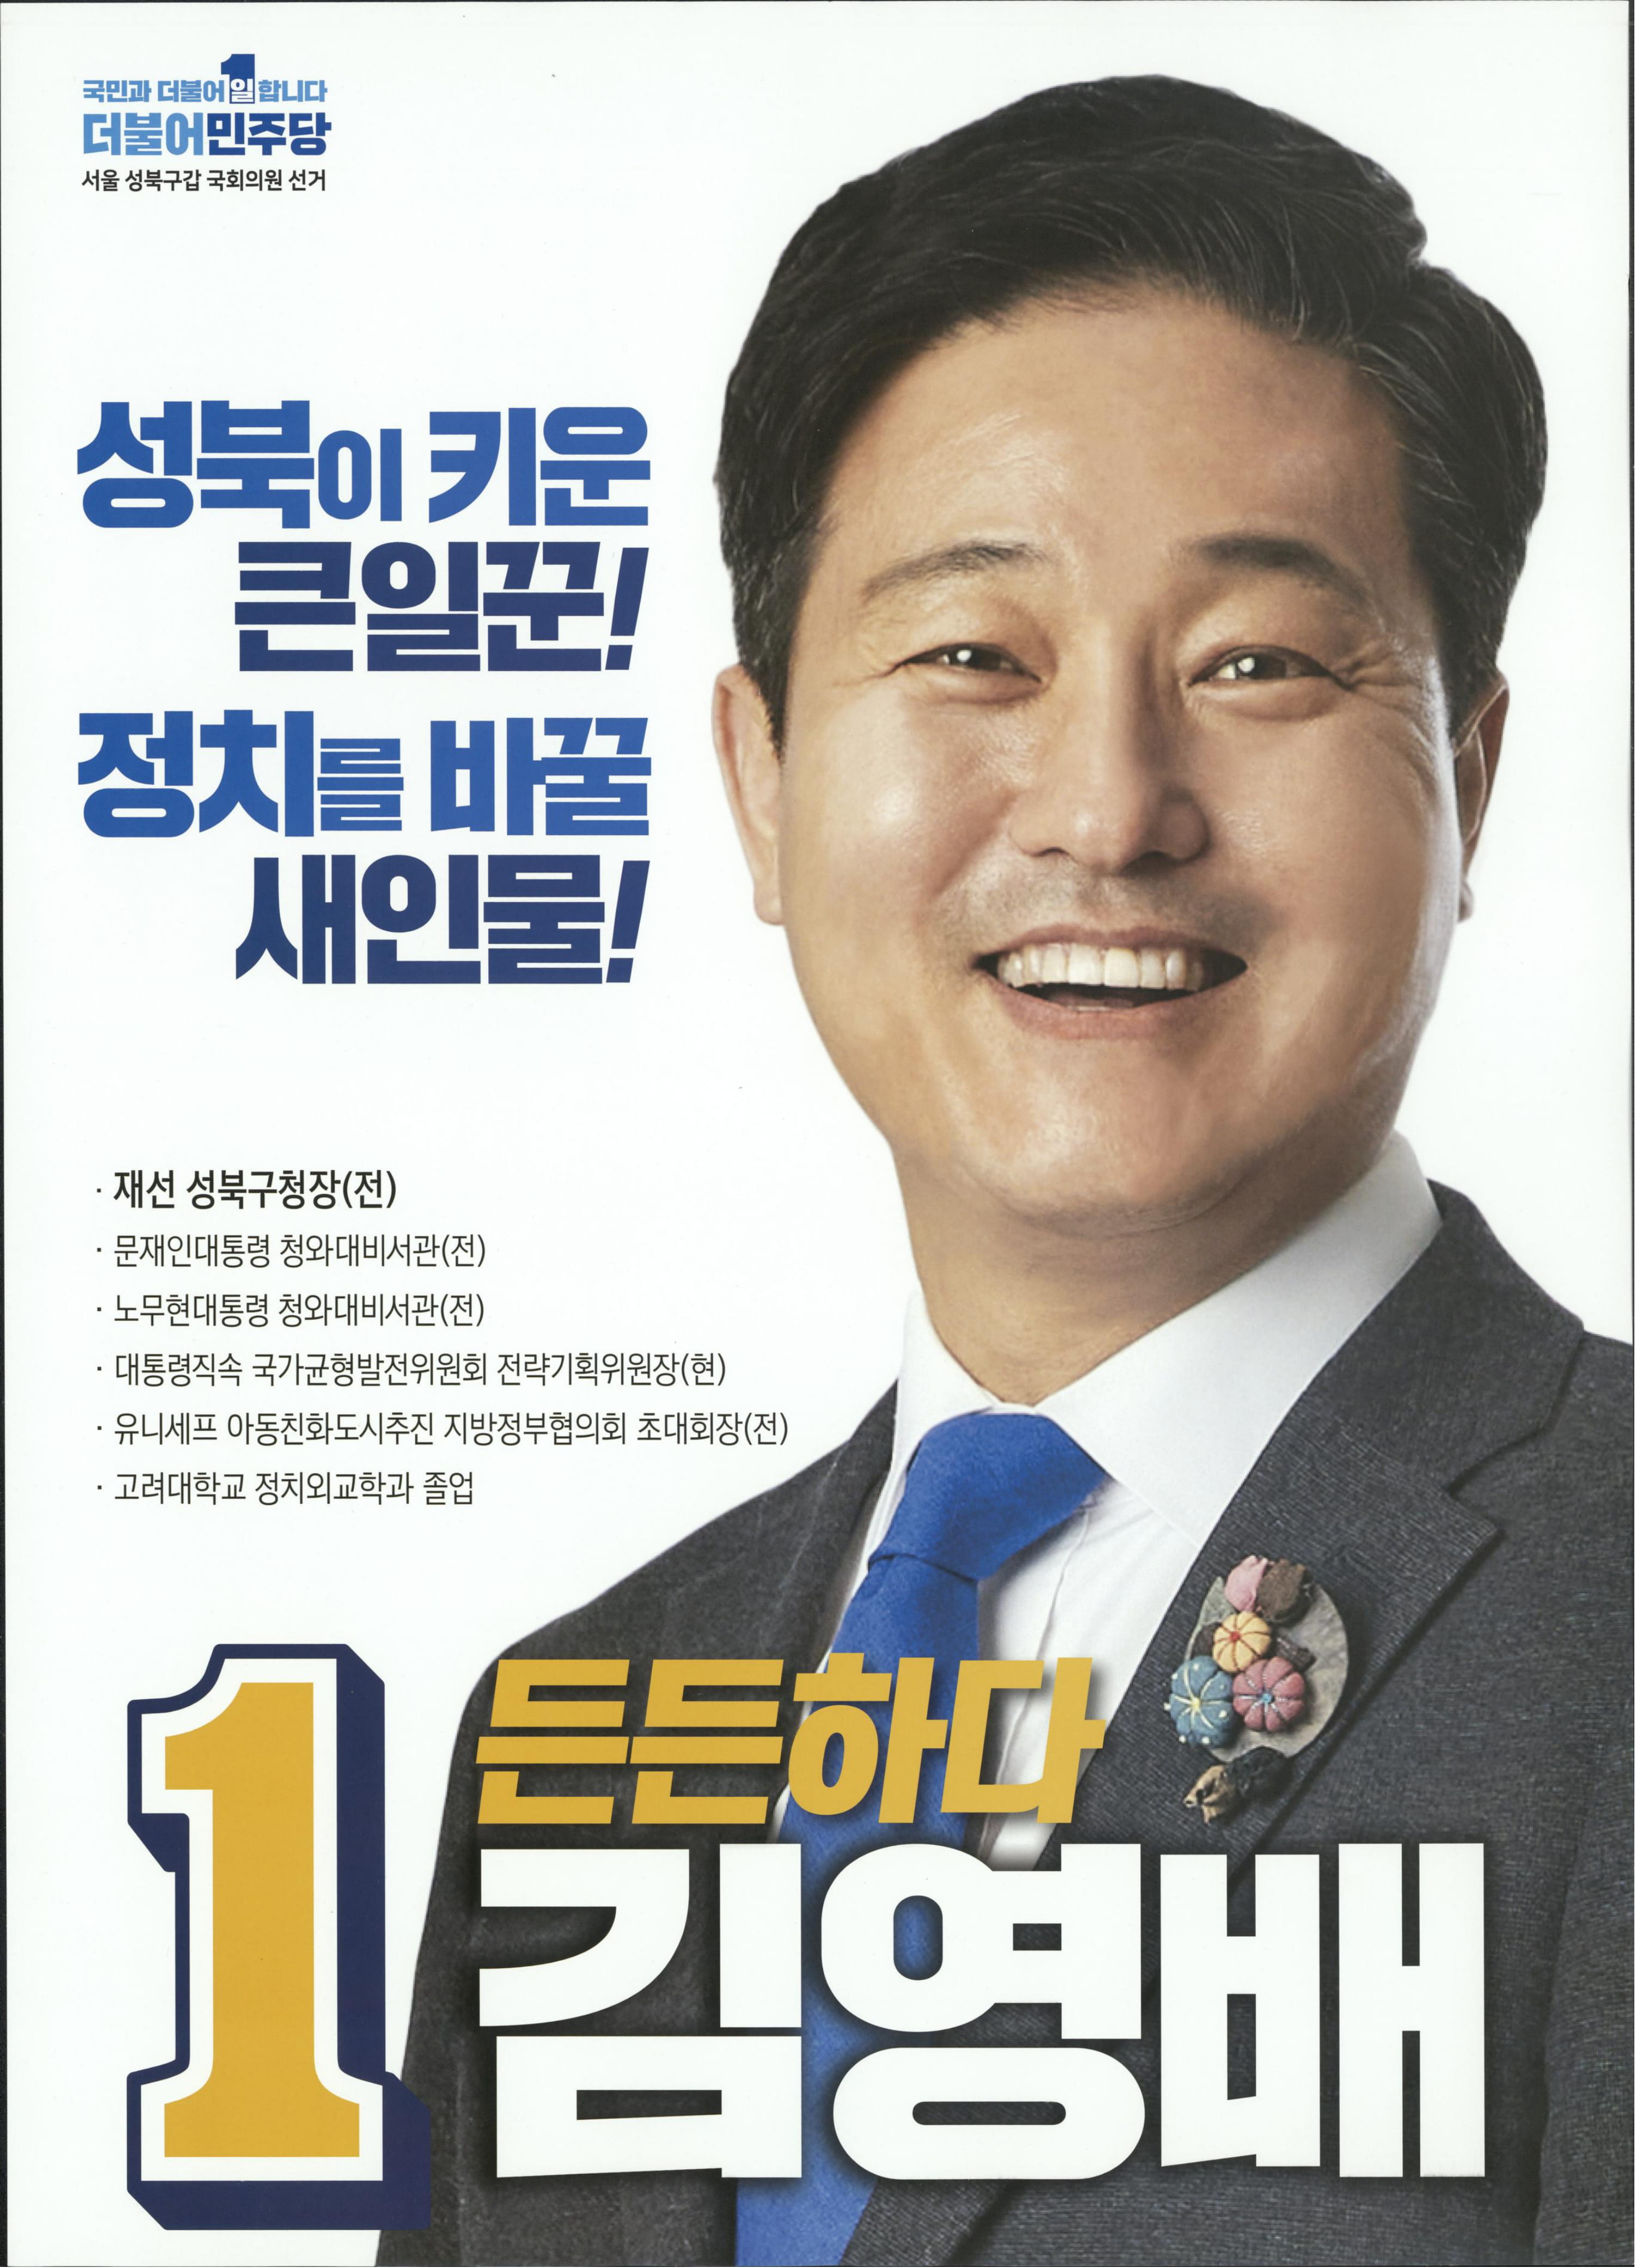 국민과 더불어 일합니다
더불어민주당
서울 성북구갑 국회의원 선거
성북이 키운
큰일꾼!
정치를 바꿀
새인물!
· 재선 성북구청장(전)
· 문재인대통령 청와대비서관(전)
· 노무현대통령 청와대비서관(전)
· 대통령직속 국가균형발전위원회 전략기획위원장(현)
· 유니세프 아동친화도시추진 지방정부협의회 초대회장(전)
· 고려대학교 정치외교학과 졸업
1
든든하다
김영배